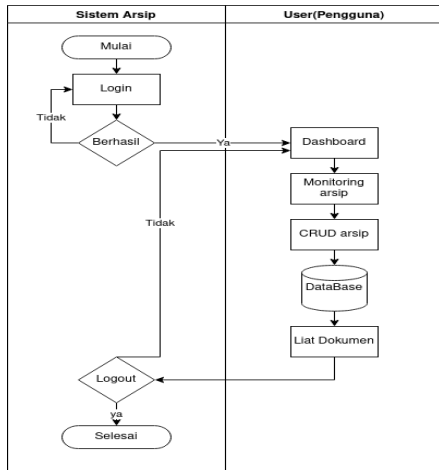 Sistem Arsip
User(Pengguna)
Mulai
Login
Tidak
Berhasil
Ya
Dashboard
Monitoring
arsip
Tidak
CRUD arsip
DataBase
Liat Dokumen
Logout
ya
Selesai